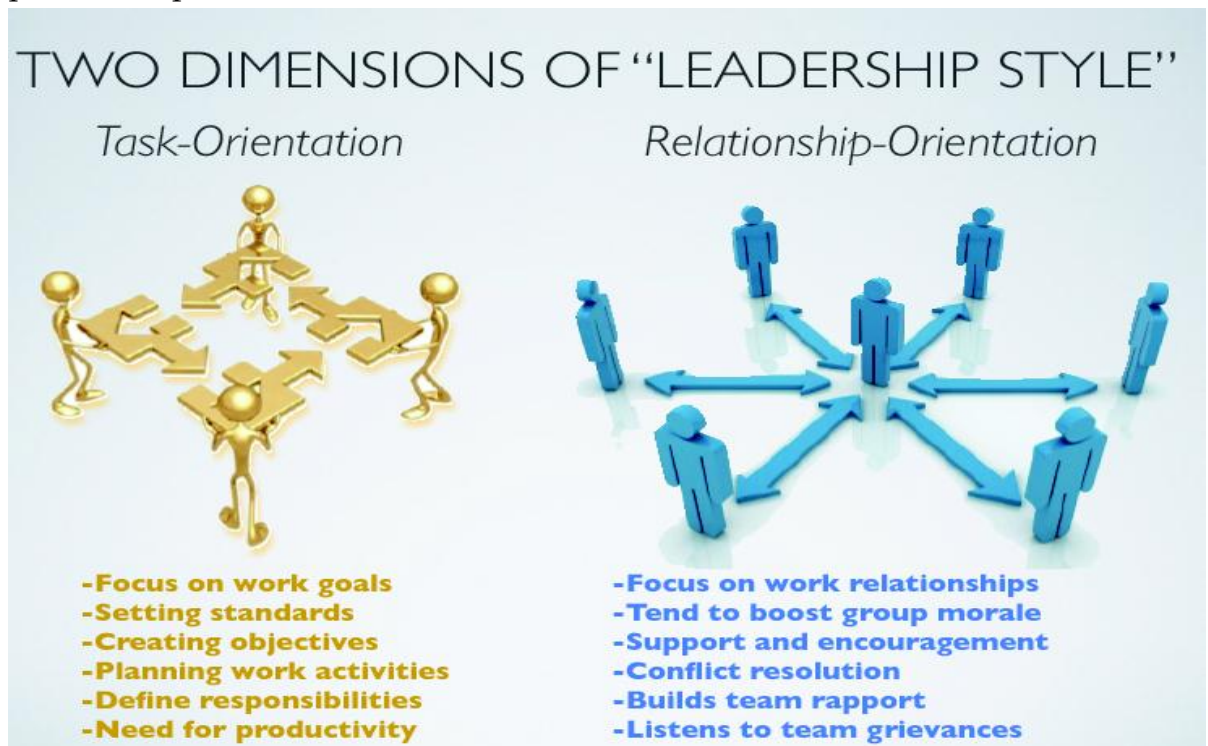 TWO DIMENSIONS OF “LEADERSHIP STYLE”
Task-Orientation
-Focus on work goals
-Setting standards
-Creating objectives
-Planning work activities
-Define responsibilities
-Need for productivity
Relationship-Orientation
-Focus on work relationships
-Tend to boost group morale
-Support and encouragement
-Conflict resolution
-Builds team rapport
-Listens to team grievances